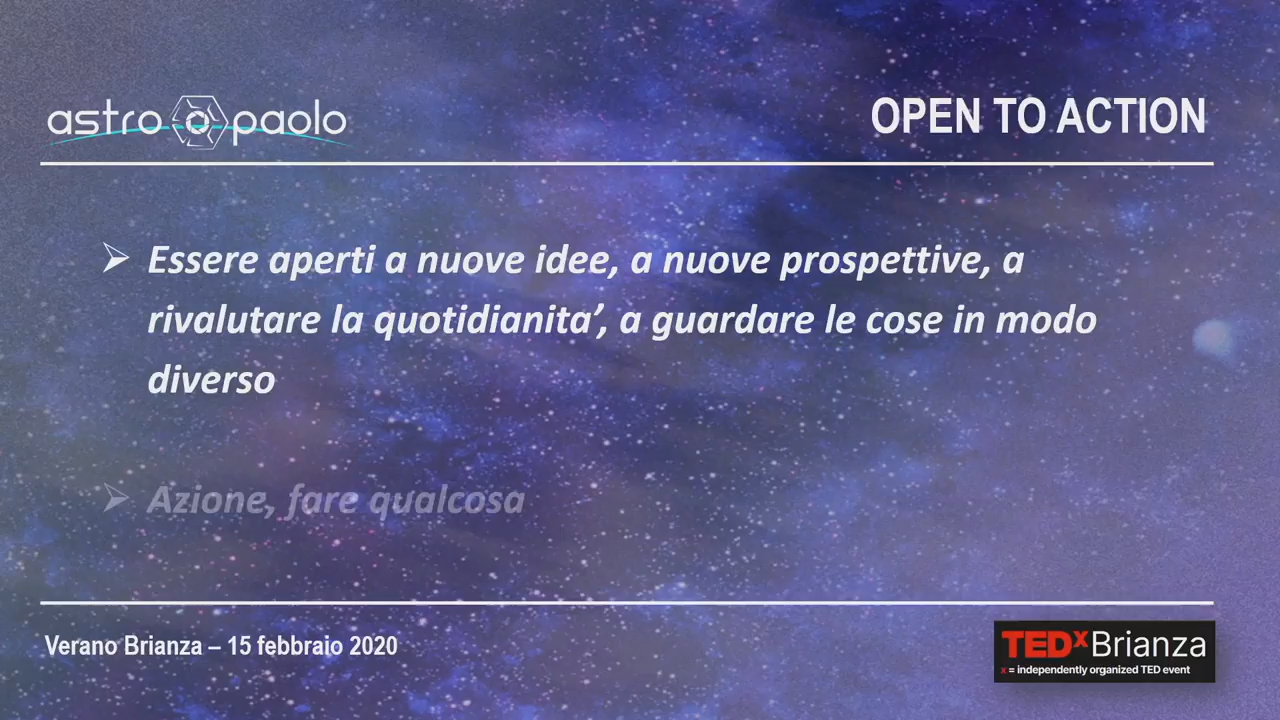 astro paolo
OPEN TO ACTION
Essere aperti a nuove idee, a nuove prospettive, a
rivalutare la quotidianita’, a guardare le cose in modo
diverso
Azione, fare qualcosa
Verano Brianza – 15 febbraio 2020
TEDxBrianza
x = independently organized TED event